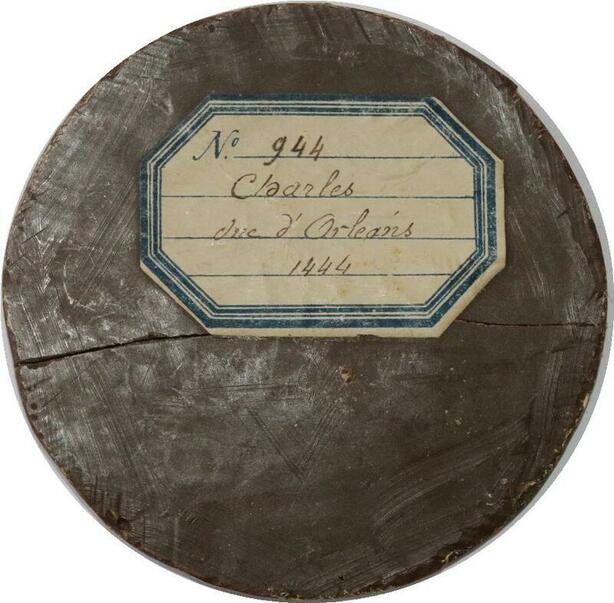 N.º 944
Charles
duc d'Orléans
1444